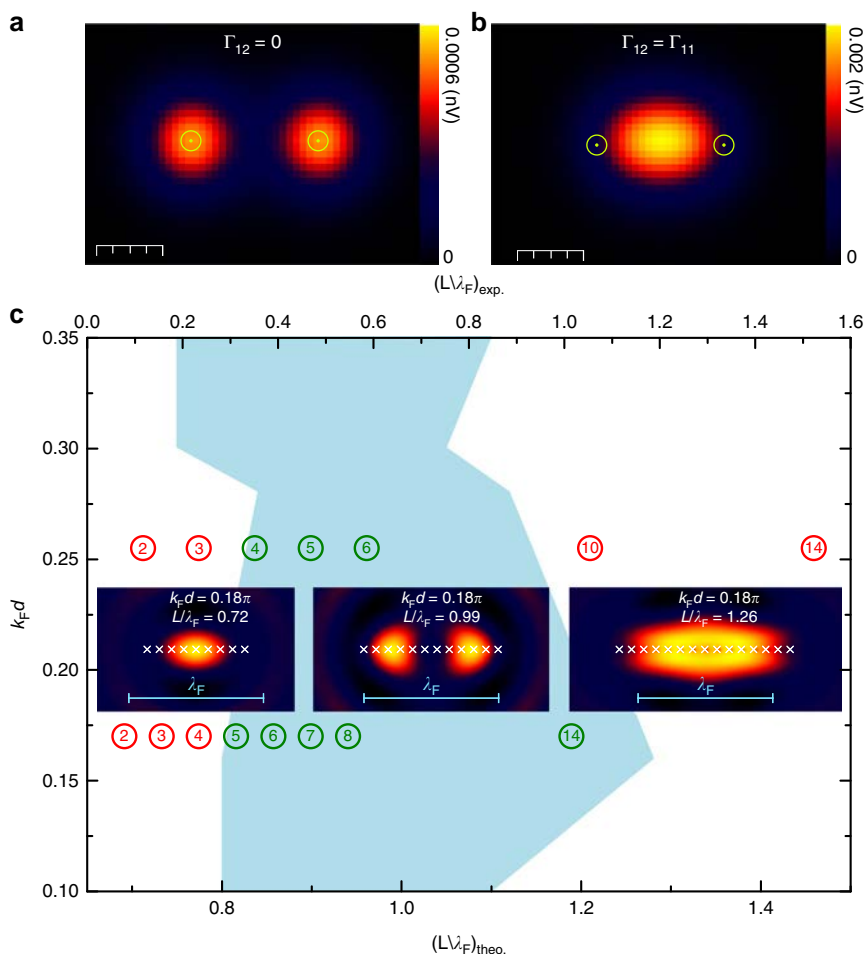 a
Γ12 = 0
0.0006 (nV)
0
b
Γ12 = Γ11
0.002 (nV)
0
(L\λF)exp.
c
0.0 0.2 0.4 0.6 0.8 1.0 1.2 1.4 1.6
0.35
0.30
0.25
0.20
0.15
0.10
kFd
2 3 4 5 6 10 14
kFd = 0.18π
L/λF = 0.72
λF
kFd = 0.18π
L/λF = 0.99
λF
kFd = 0.18π
L/λF = 1.26
λF
2 3 4 5 6 7 8 14
0.8 1.0 1.2 1.4
(L\λF)theo.